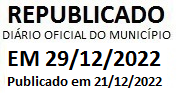 REPUBLICADO
DIÁRIO OFICIAL DO MUNICÍPIO
EM 29/12/2022
Publicado em 21/12/2022